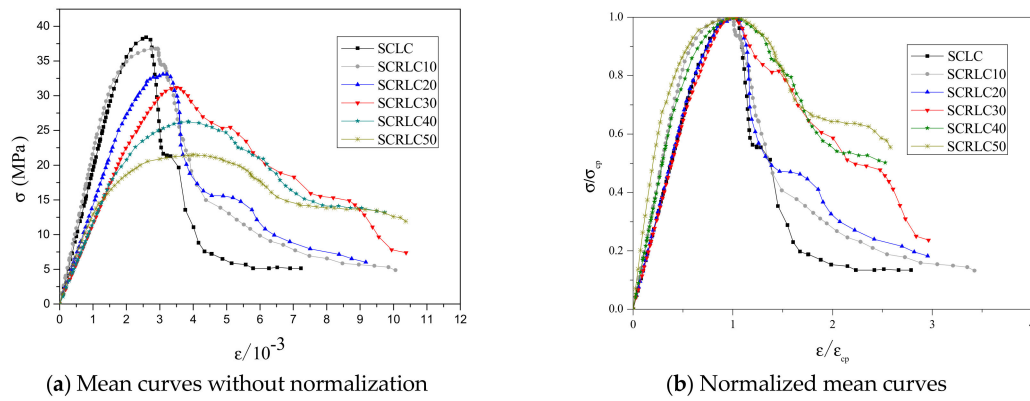 40
35
30
25
20
15
10
5
0
σ (MPa)
0 1 2 3 4 5 6 7 8 9 10 11 12
ε/10⁻³
SCLC
SCRLC10
SCRLC20
SCRLC30
SCRLC40
SCRLC50
(a) Mean curves without normalization
1.0
0.8
0.6
0.4
0.2
0.0
σ/σcp
0 1 2 3 4
ε/εcp
SCLC
SCRLC10
SCRLC20
SCRLC30
SCRLC40
SCRLC50
(b) Normalized mean curves